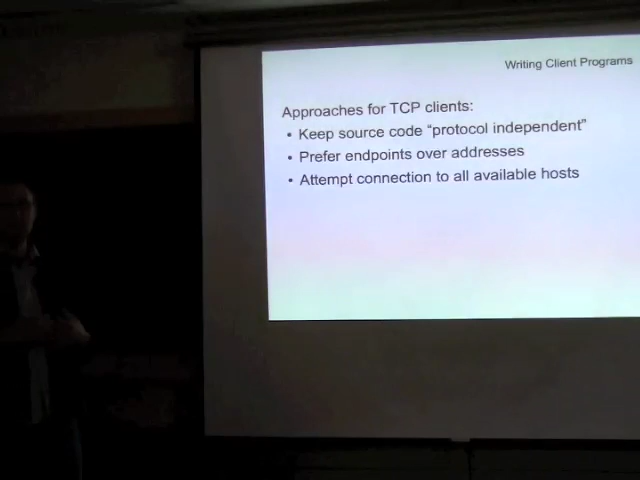 Writing Client Programs
Approaches for TCP clients:
• Keep source code “protocol independent”
• Prefer endpoints over addresses
• Attempt connection to all available hosts